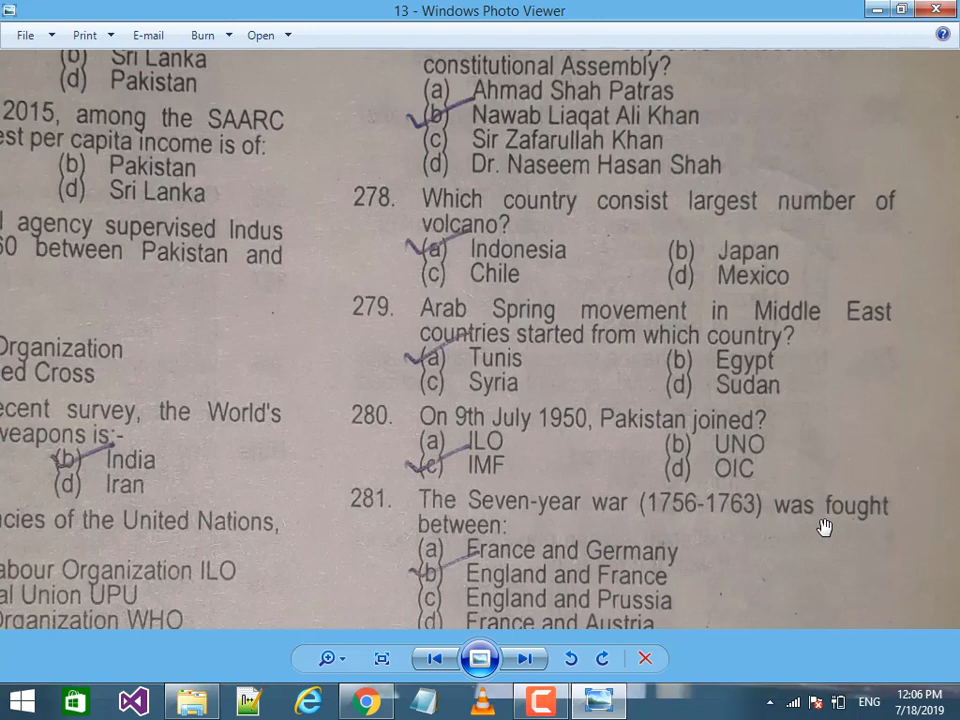 13 - Windows Photo Viewer
File Print E-mail Burn Open
(b) Sri Lanka
(d) Pakistan
2015, among the SAARC
est per capita income is of:
(b) Pakistan
(d) Sri Lanka
l agency supervised Indus
60 between Pakistan and
Organization
ed Cross
ecent survey, the World's
weapons is:-
(b) India
(d) Iran
ncies of the United Nations,
abour Organization ILO
al Union UPU
Organization WHO
constitutional Assembly?
(a) Ahmad Shah Patras
(b) Nawab Liaqat Ali Khan
(c) Sir Zafarullah Khan
(d) Dr. Naseem Hasan Shah
278. Which country consist largest number of
volcano?
(a) Indonesia (b) Japan
(c) Chile (d) Mexico
279. Arab Spring movement in Middle East
countries started from which country?
(a) Tunis (b) Egypt
(c) Syria (d) Sudan
280. On 9th July 1950, Pakistan joined?
(a) ILO (b) UNO
(c) IMF (d) OIC
281. The Seven-year war (1756-1763) was fought
between:
(a) France and Germany
(b) England and France
(c) England and Prussia
(d) France and Austria
ENG
12:06 PM
7/18/2019